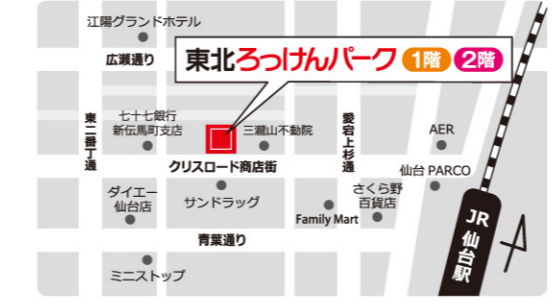 江陽グランドホテル
広瀬通り
東北ろっけんパーク 1階 2階
東二番丁通
七十七銀行
新伝馬町支店
三瀧山不動院
愛宕上杉通
AER
クリスロード商店街
仙台 PARCO
ダイエー
仙台店
サンドラッグ
さくら野
百貨店
Family Mart
JR仙台駅
青葉通り
ミニストップ